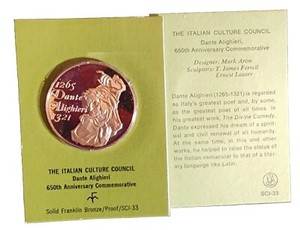 1265
Dante
Alighieri
1321
THE ITALIAN CULTURE COUNCIL
Dante Alighieri
650th Anniversary Commemorative
Solid Franklin Bronze/Proof/SCI-33
THE ITALIAN CULTURE COUNCIL
Dante Alighieri,
650th Anniversary Commemorative
Designer: Mark Aron
Sculptors: T. James Ferrell
Ernest Lauser
Dante Alighieri (1265-1321) is regarded
as Italy's greatest poet and, by some,
as the greatest poet of all times. In
his greatest work, The Divine Comedy,
Dante expressed his dream of a spirit-
ual and civil renewal of all humanity.
At the same time, in this and other
works, he helped to raise the status of
the Italian vernacular to that of a lite-
rary language like Latin.
SCI-33